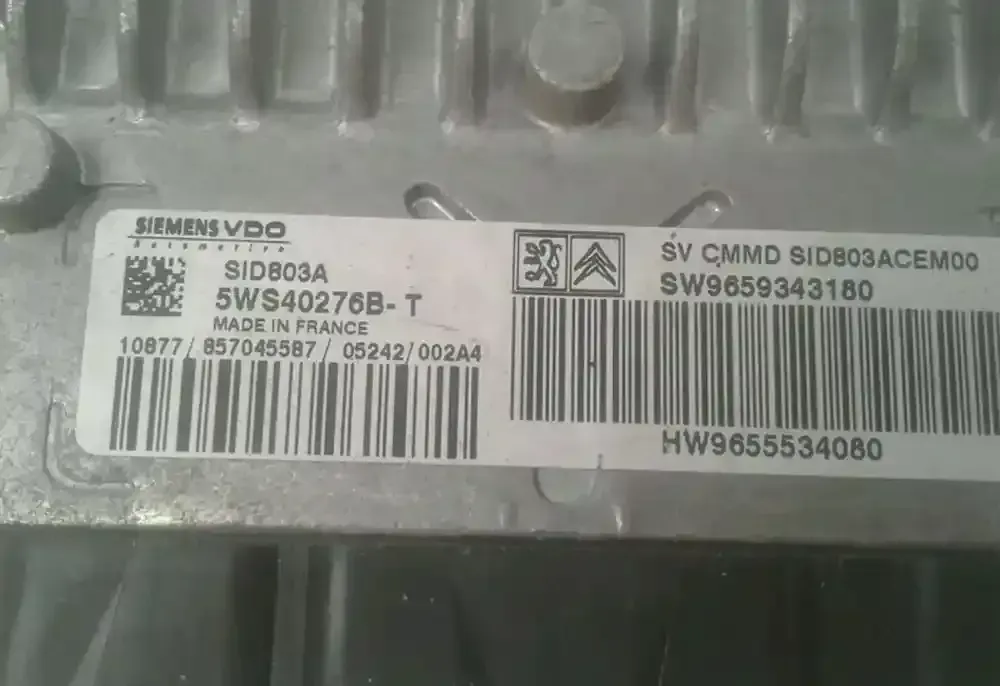 SIEMENS VDO
Automotive
SID803A
5WS40276B-T
MADE IN FRANCE
10877/857045587/ 05242/002A4
SV CMMD SID803ACEM00
SW9659343180
HW9655534080